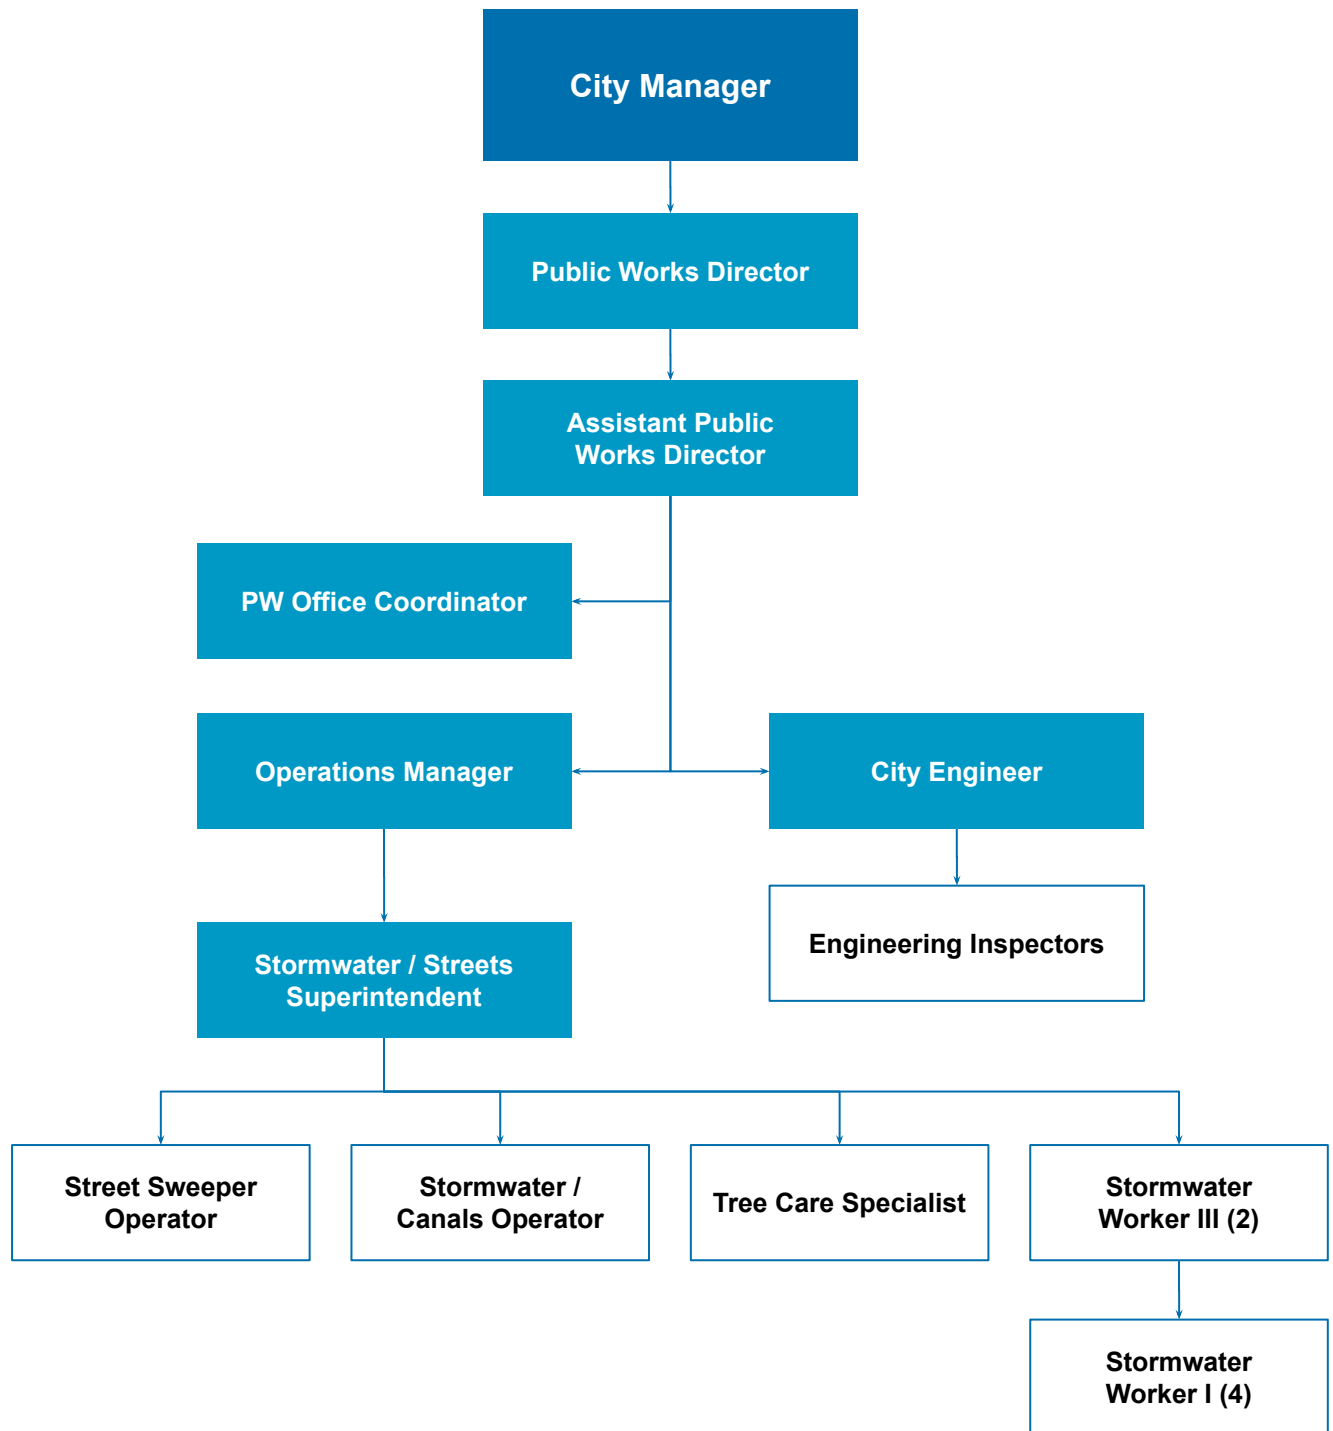 City Manager
Public Works Director
Assistant Public
Works Director
PW Office Coordinator
Operations Manager
City Engineer
Engineering Inspectors
Stormwater / Streets
Superintendent
Street Sweeper
Operator
Stormwater /
Canals Operator
Tree Care Specialist
Stormwater
Worker III (2)
Stormwater
Worker I (4)